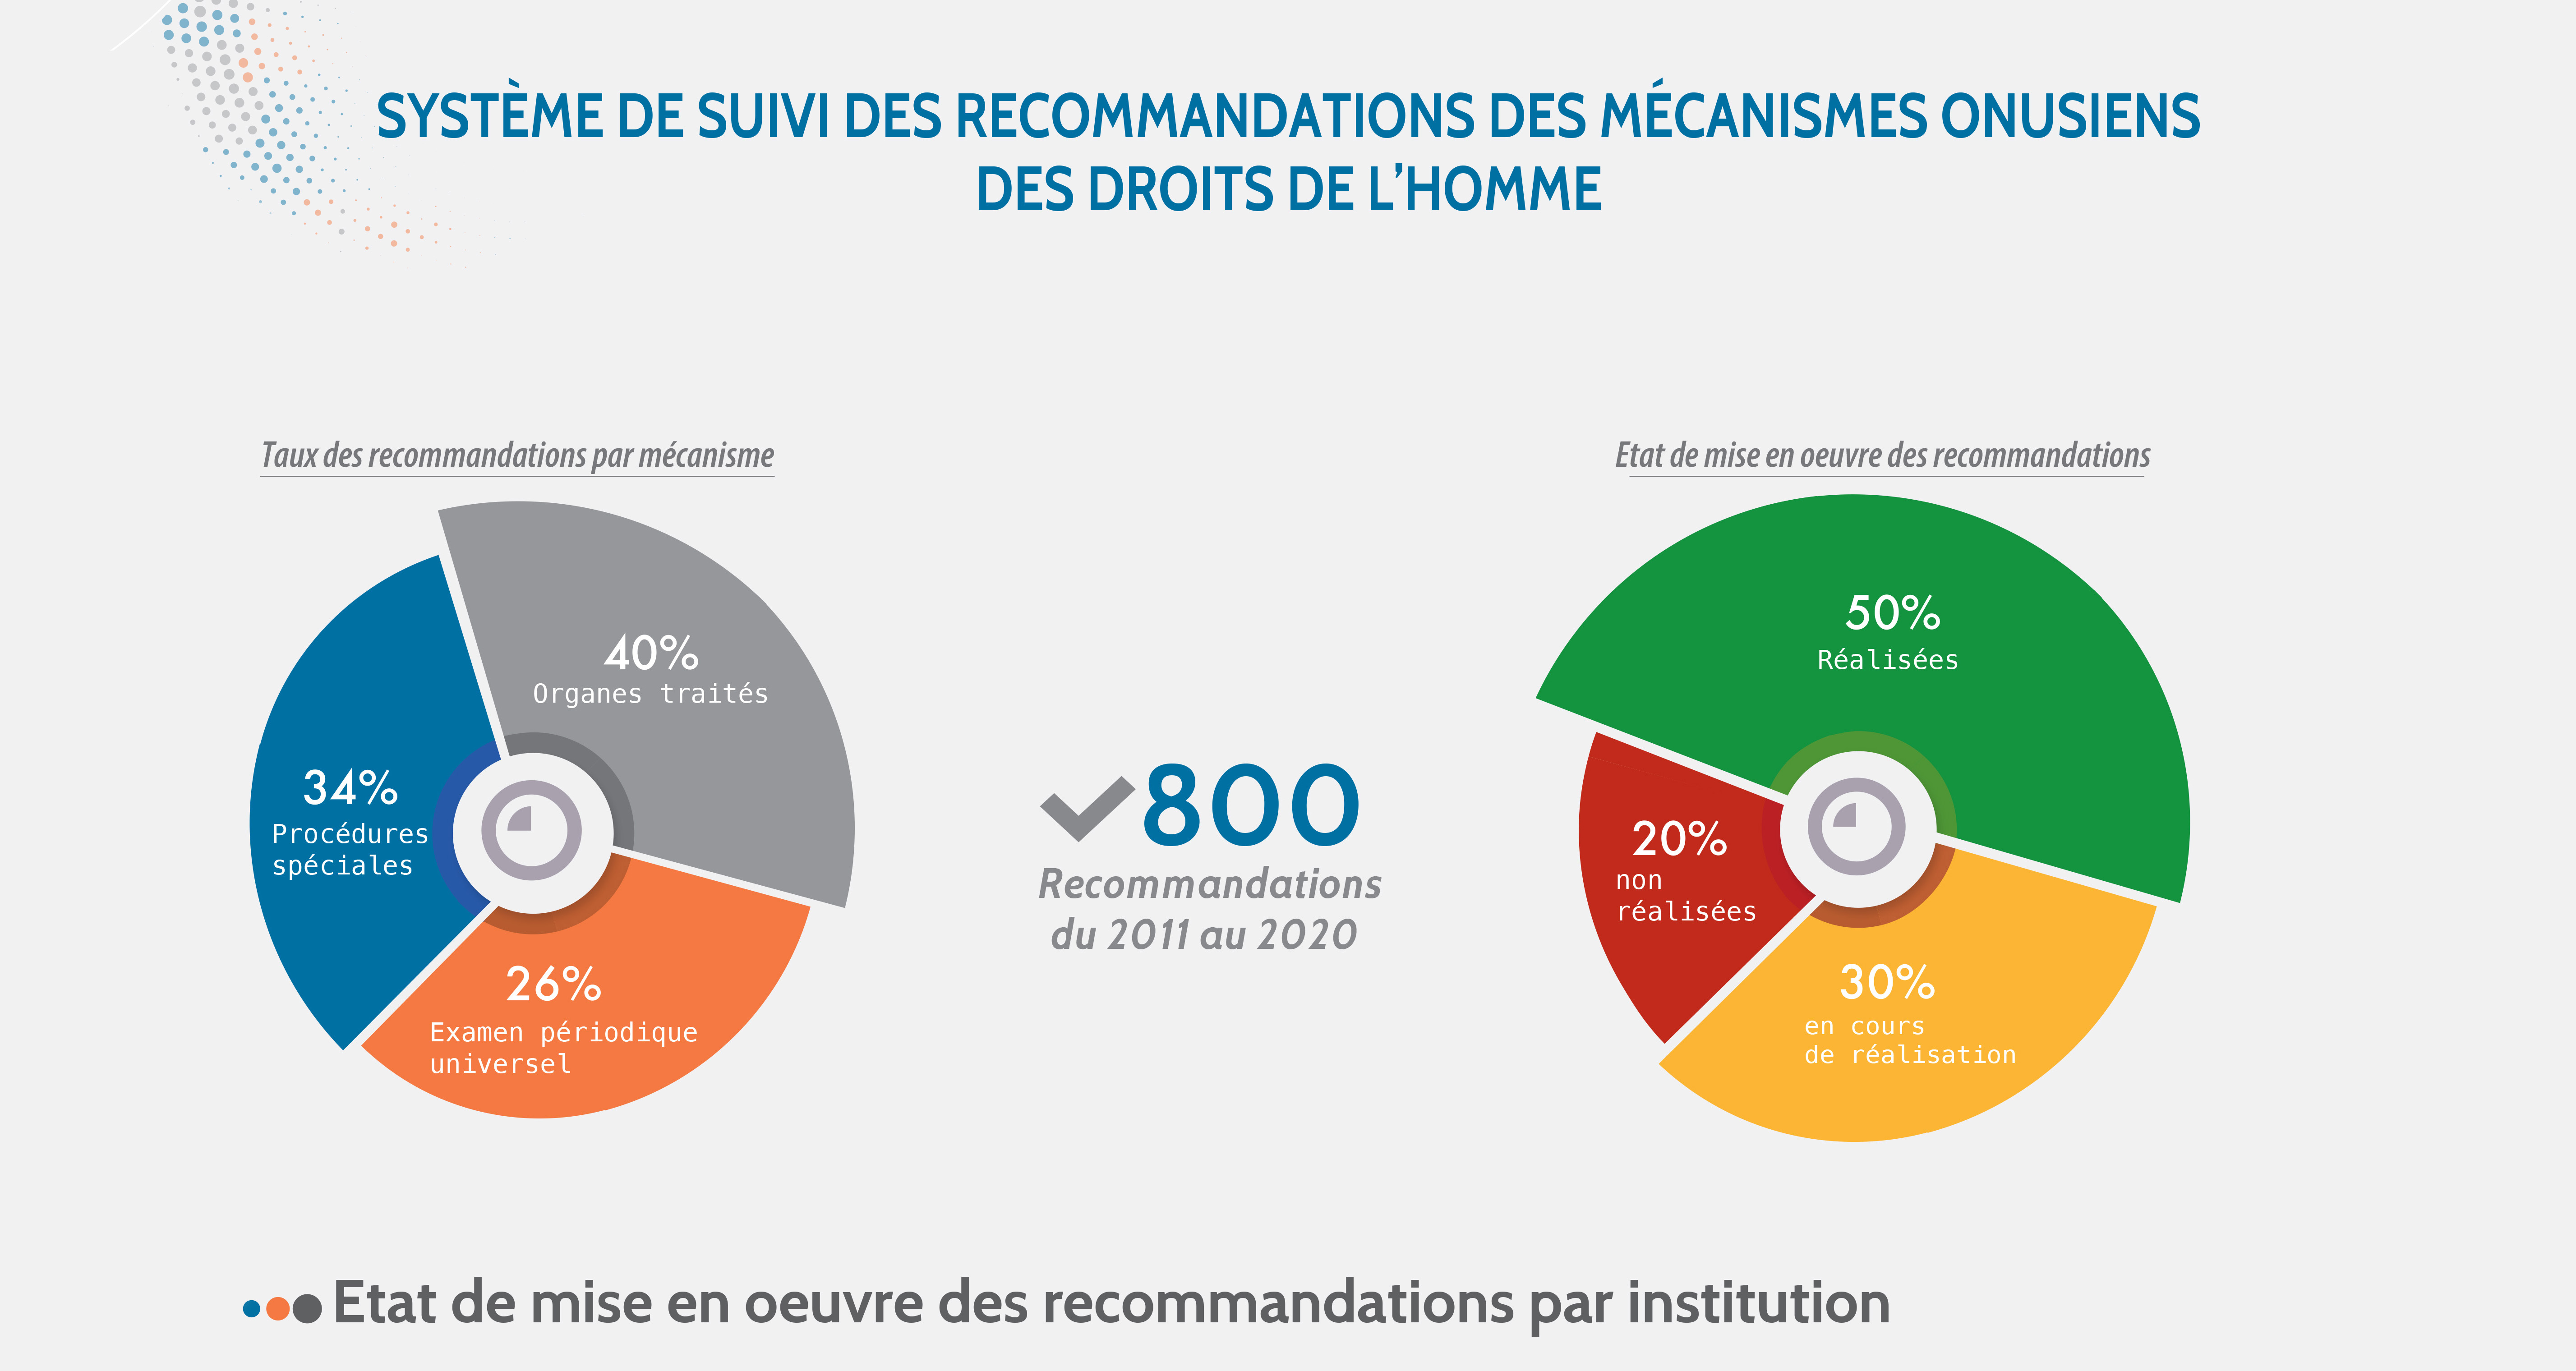 SYSTÈME DE SUIVI DES RECOMMANDATIONS DES MÉCANISMES ONUSIENS
DES DROITS DE L’HOMME
Taux des recommandations par mécanisme
40%
Organes traités
34%
Procédures
spéciales
26%
Examen périodique
universel
800
Recommandations
du 2011 au 2020
Etat de mise en oeuvre des recommandations
50%
Réalisées
20%
non
réalisées
30%
en cours
de réalisation
Etat de mise en oeuvre des recommandations par institution